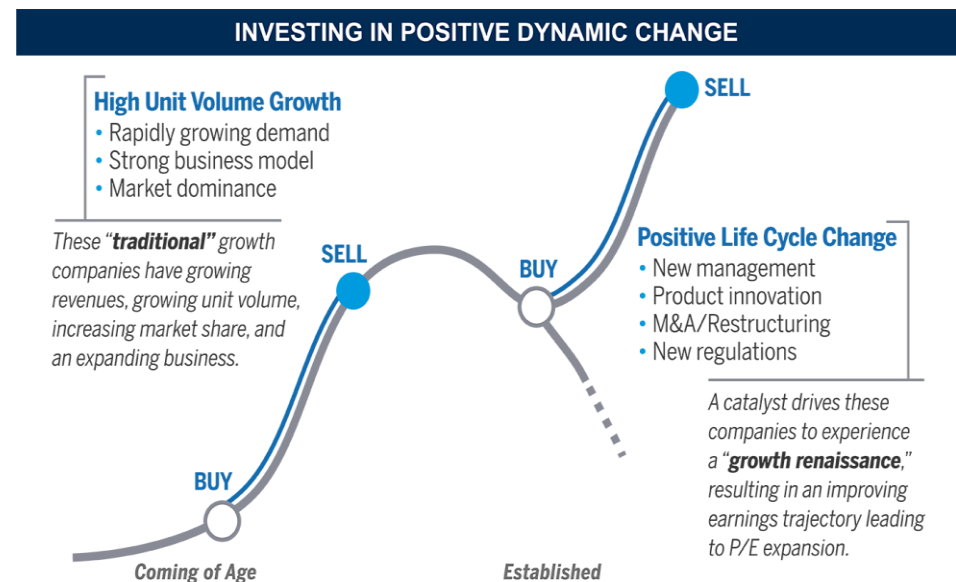 INVESTING IN POSITIVE DYNAMIC CHANGE
High Unit Volume Growth
• Rapidly growing demand
• Strong business model
• Market dominance
These “traditional” growth
companies have growing
revenues, growing unit volume,
increasing market share, and
an expanding business.
BUY
SELL
BUY
SELL
Positive Life Cycle Change
• New management
• Product innovation
• M&A/Restructuring
• New regulations
A catalyst drives these
companies to experience
a “growth renaissance,”
resulting in an improving
earnings trajectory leading
to P/E expansion.
Coming of Age
Established